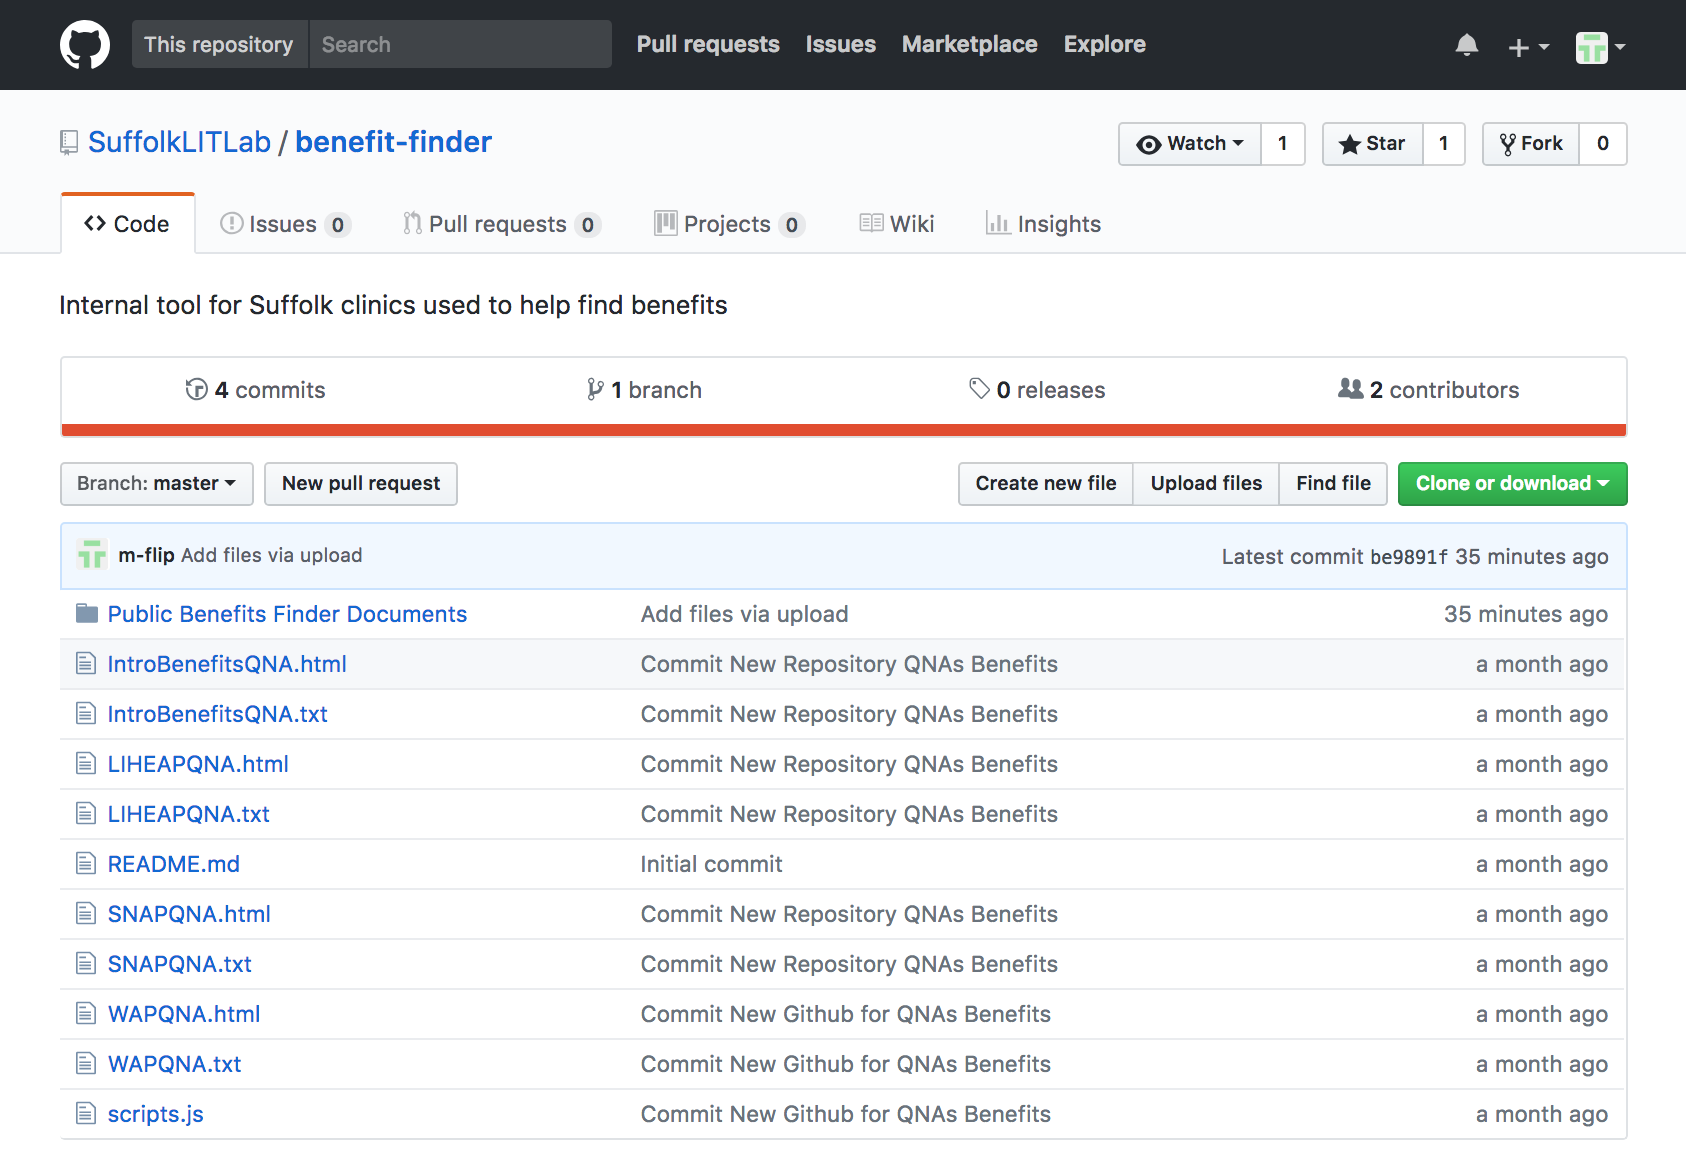 This repository Search Pull requests Issues Marketplace Explore
SuffolkLITLab / benefit-finder Watch 1 Star 1 Fork 0
Code Issues 0 Pull requests 0 Projects 0 Wiki Insights
Internal tool for Suffolk clinics used to help find benefits
4 commits 1 branch 0 releases 2 contributors
Branch: master New pull request Create new file Upload files Find file Clone or download
m-flip Add files via upload Latest commit be9891f 35 minutes ago
Public Benefits Finder Documents Add files via upload 35 minutes ago
IntroBenefitsQNA.html Commit New Repository QNAs Benefits a month ago
IntroBenefitsQNA.txt Commit New Repository QNAs Benefits a month ago
LIHEAPQNA.html Commit New Repository QNAs Benefits a month ago
LIHEAPQNA.txt Commit New Repository QNAs Benefits a month ago
README.md Initial commit a month ago
SNAPQNA.html Commit New Repository QNAs Benefits a month ago
SNAPQNA.txt Commit New Repository QNAs Benefits a month ago
WAPQNA.html Commit New Github for QNAs Benefits a month ago
WAPQNA.txt Commit New Github for QNAs Benefits a month ago
scripts.js Commit New Github for QNAs Benefits a month ago